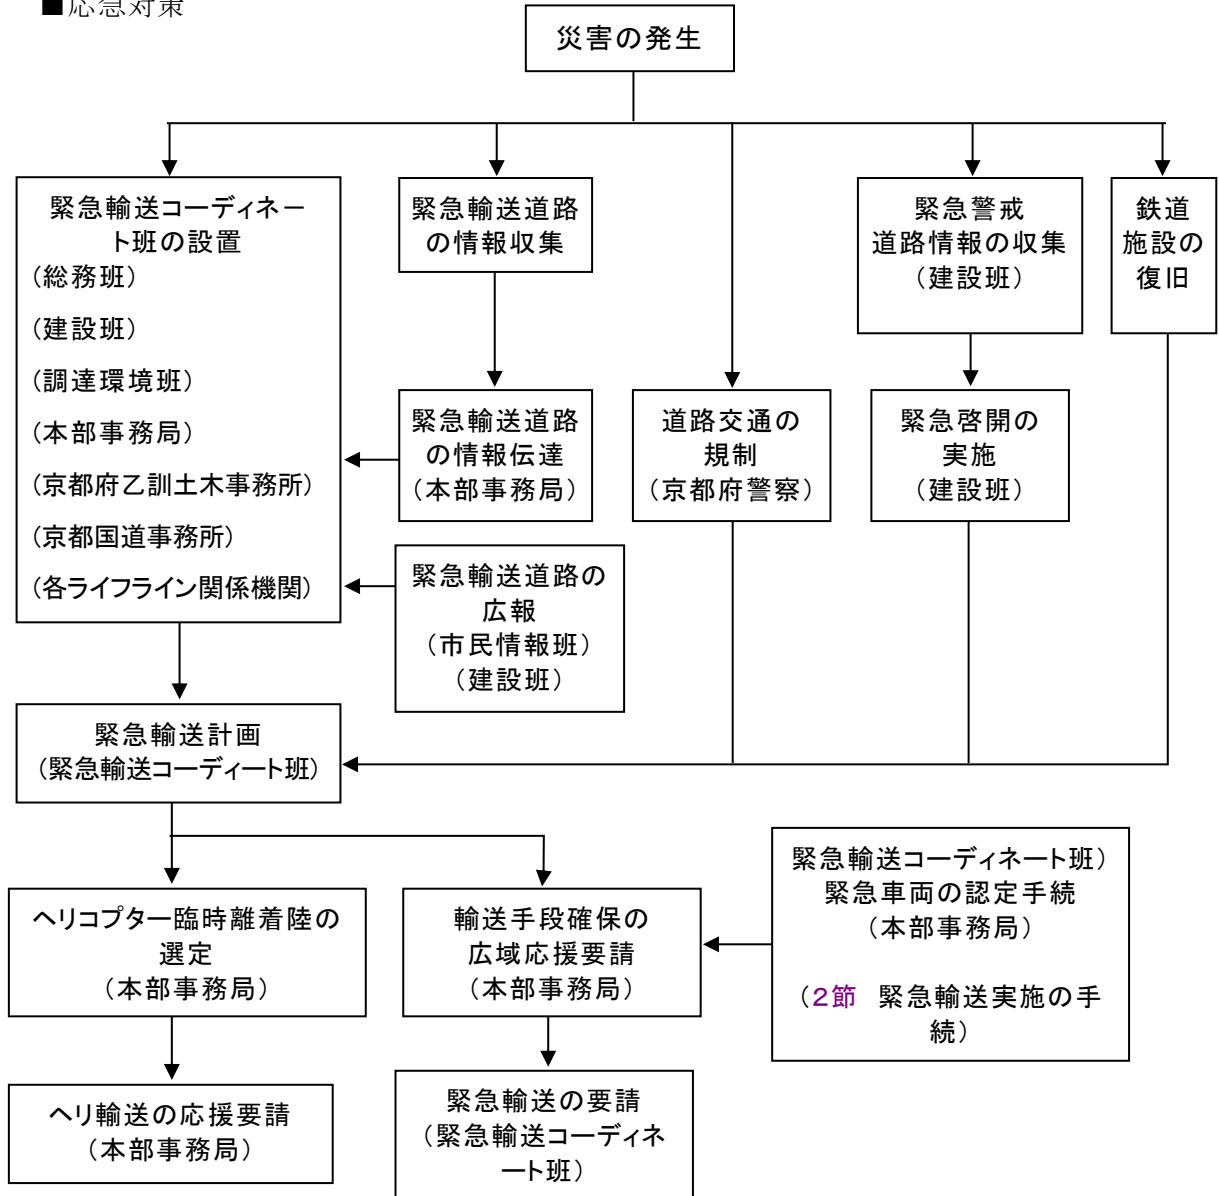 ■応急対策
災害の発生
緊急輸送コーディネー
ト班の設置
（総務班）
（建設班）
（調達環境班）
（本部事務局）
（京都府乙訓土木事務所）
（京都国道事務所）
（各ライフライン関係機関）
緊急輸送道路
の情報収集
緊急警戒
道路情報の収集
（建設班）
鉄道
施設の
復旧
緊急輸送道路
の情報伝達
（本部事務局）
道路交通の
規制
（京都府警察）
緊急啓開の
実施
（建設班）
緊急輸送道路の
広報
（市民情報班）
（建設班）
緊急輸送計画
（緊急輸送コーディート班）
ヘリコプター臨時離着陸の
選定
（本部事務局）
輸送手段確保の
広域応援要請
（本部事務局）
緊急輸送コーディネート班）
緊急車両の認定手続
（本部事務局）
（２節　緊急輸送実施の手
続）
ヘリ輸送の応援要請
（本部事務局）
緊急輸送の要請
（緊急輸送コーディネ
ート班）